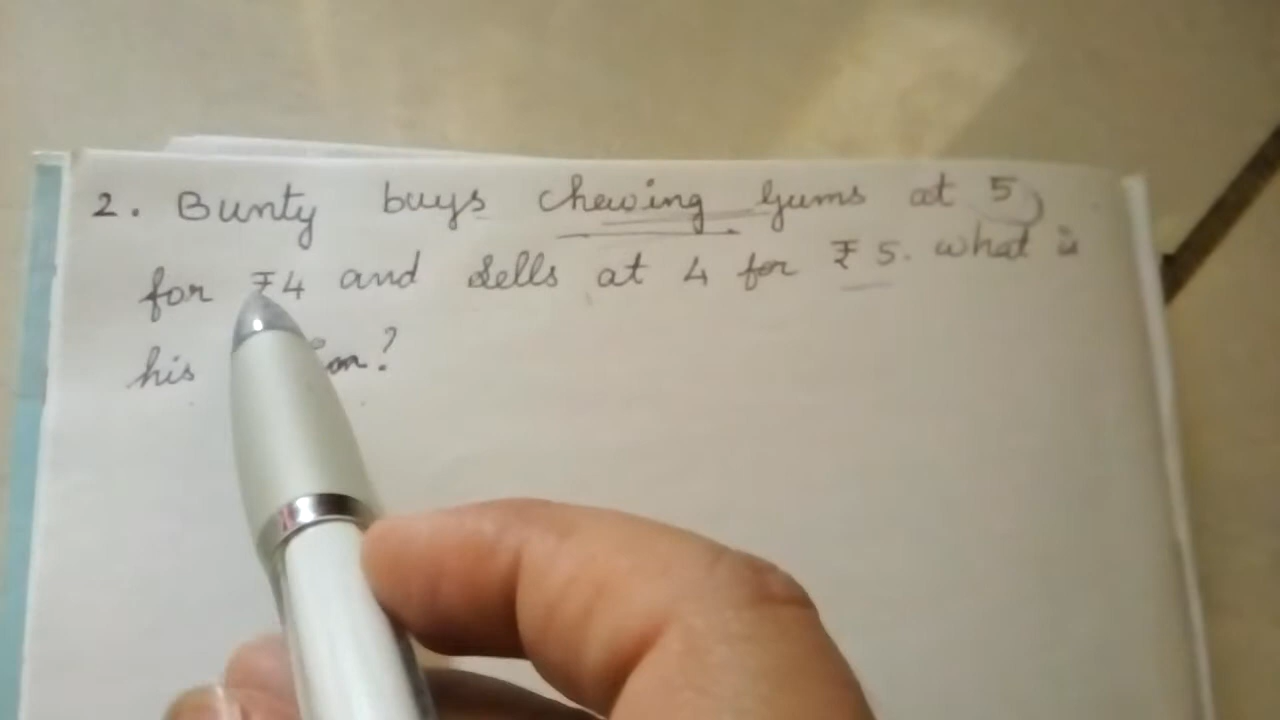 2. Bunty buys chewing gums at 5
for ₹4 and sells at 4 for ₹ 5. what is
his ?